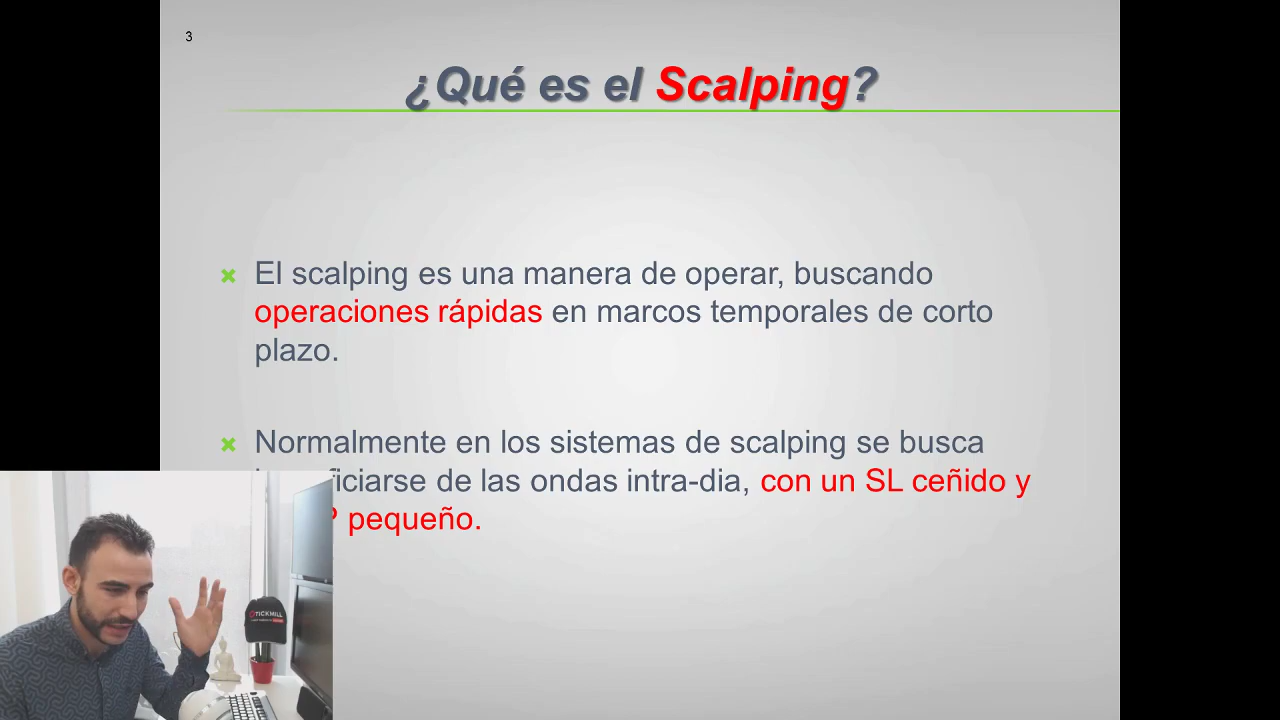 3
¿Qué es el Scalping?
El scalping es una manera de operar, buscando
operaciones rápidas en marcos temporales de corto
plazo.
Normalmente en los sistemas de scalping se busca
de las ondas intra-dia, con un SL ceñido y
pequeño.
TICKMILL